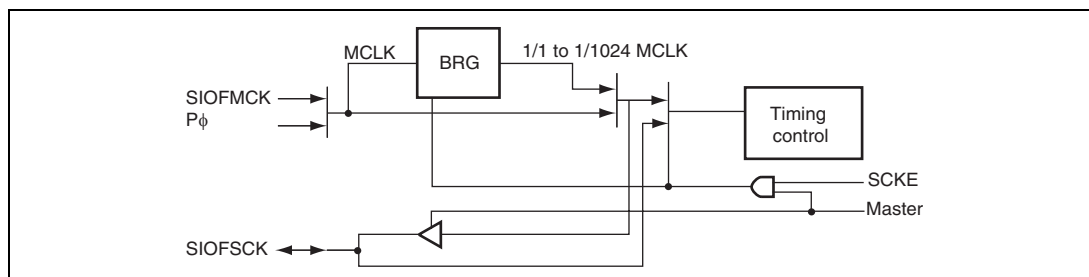 MCLK
BRG
1/1 to 1/1024 MCLK
SIOFMCK
Pϕ
Timing
control
SCKE
Master
SIOFSCK